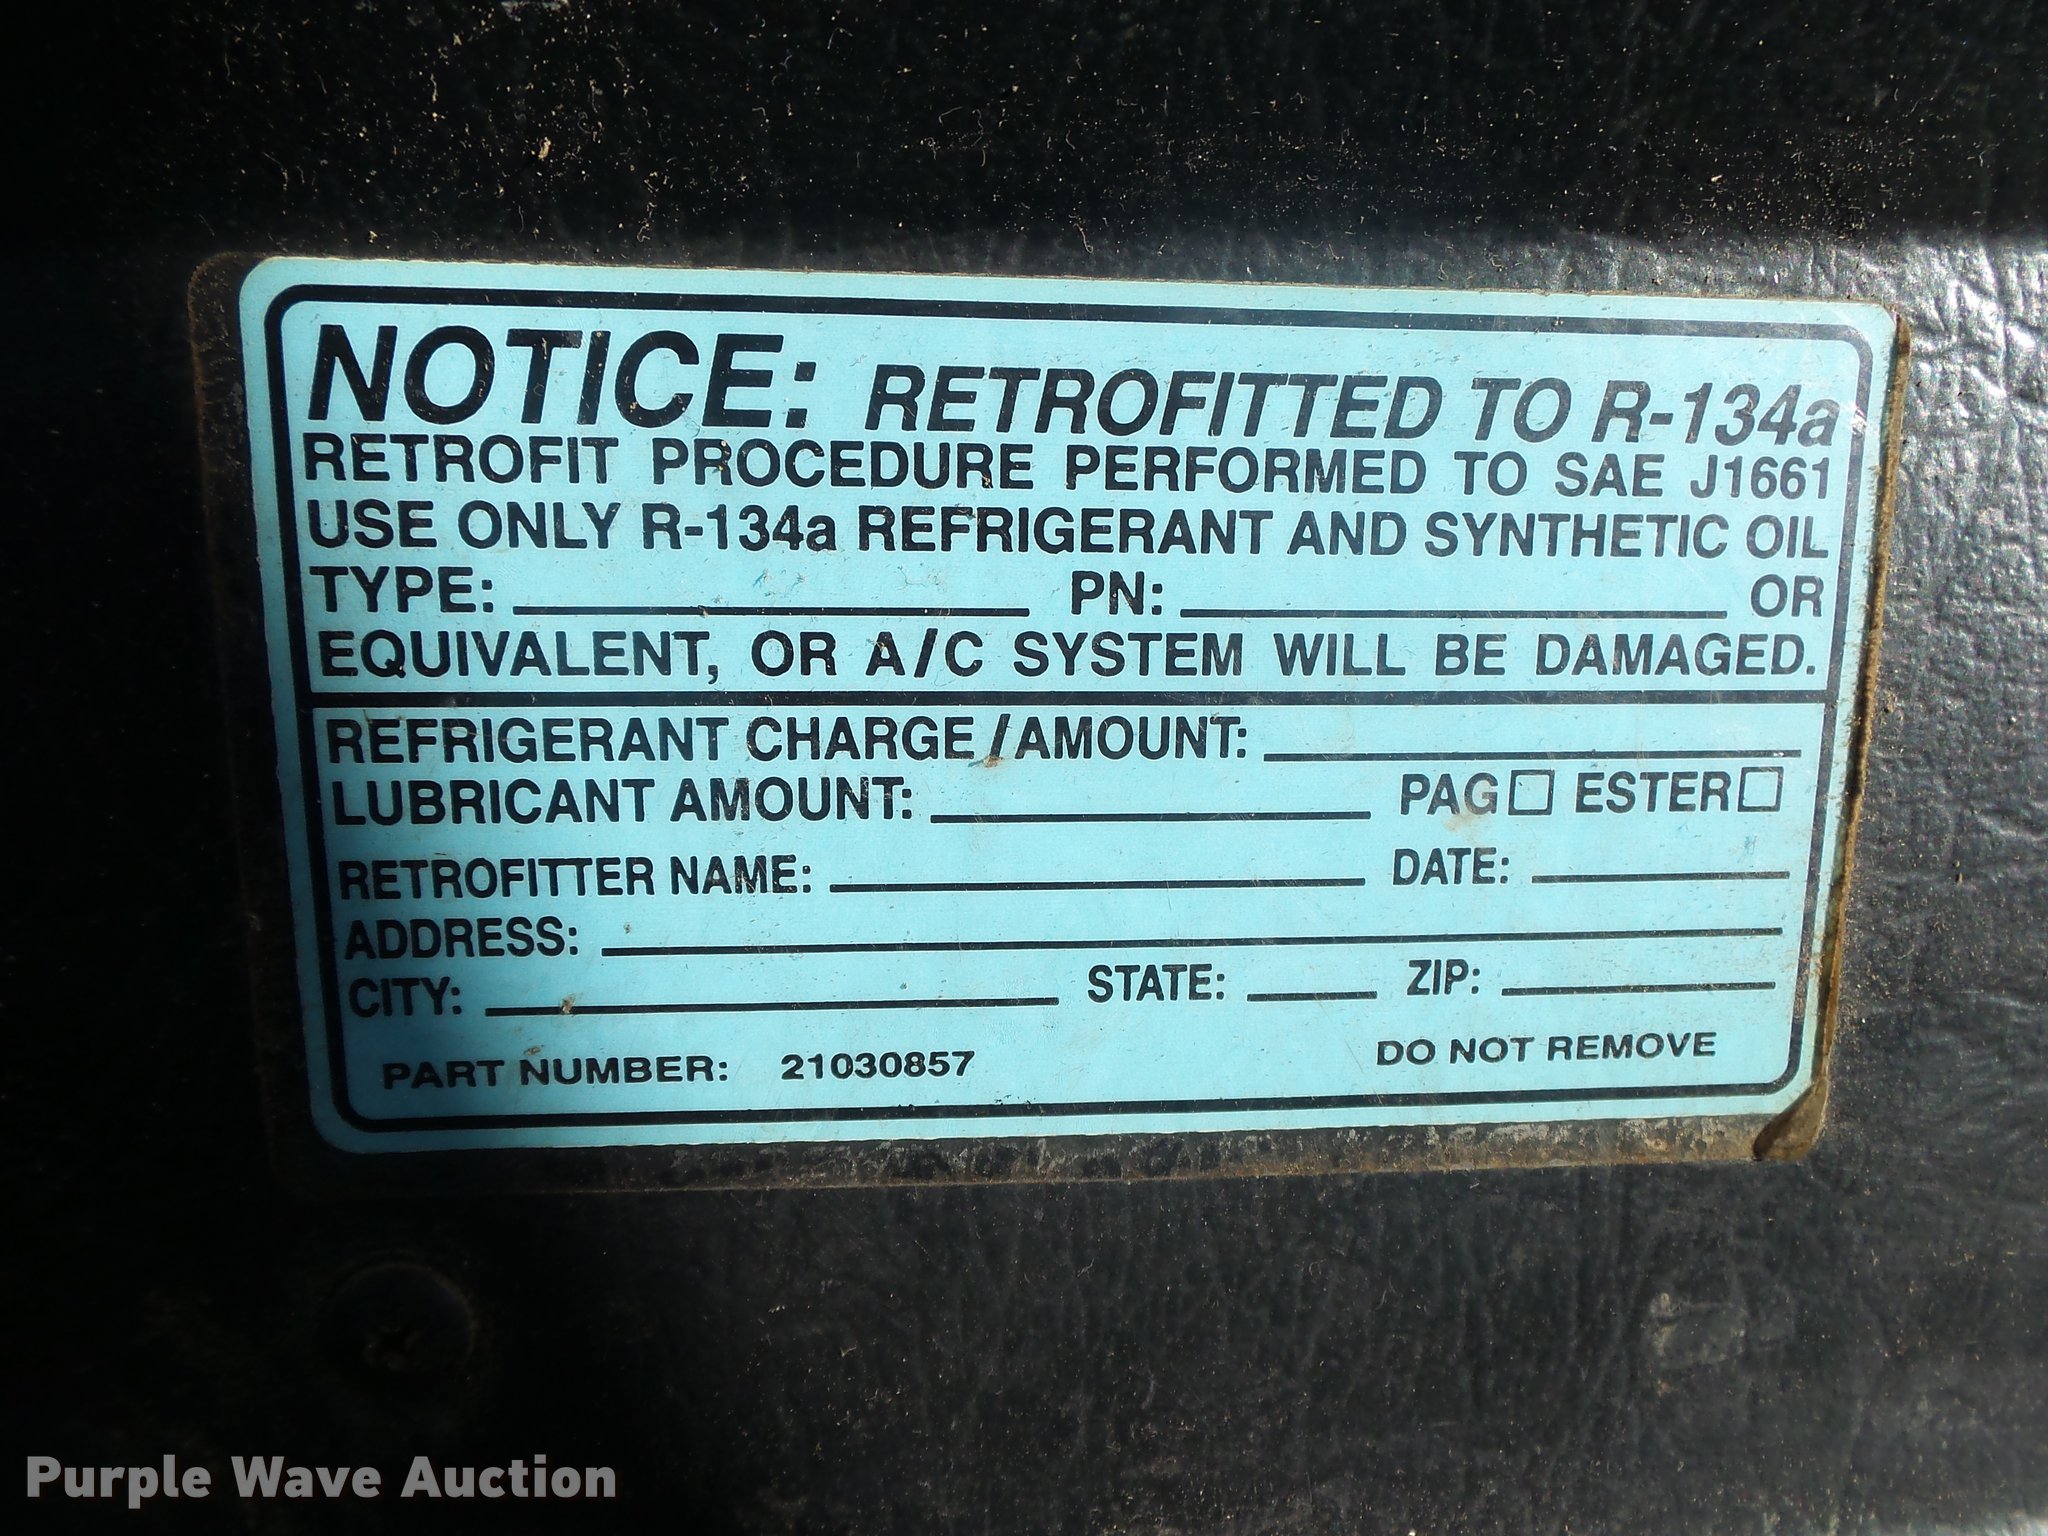 NOTICE: RETROFITTED TO R-134a
RETROFIT PROCEDURE PERFORMED TO SAE J1661
USE ONLY R-134a REFRIGERANT AND SYNTHETIC OIL
TYPE: PN: OR
EQUIVALENT, OR A/C SYSTEM WILL BE DAMAGED.
REFRIGERANT CHARGE /AMOUNT:
LUBRICANT AMOUNT: PAG ESTER
RETROFITTER NAME: DATE:
ADDRESS:
CITY: STATE: ZIP:
PART NUMBER: 21030857 DO NOT REMOVE
Purple Wave Auction